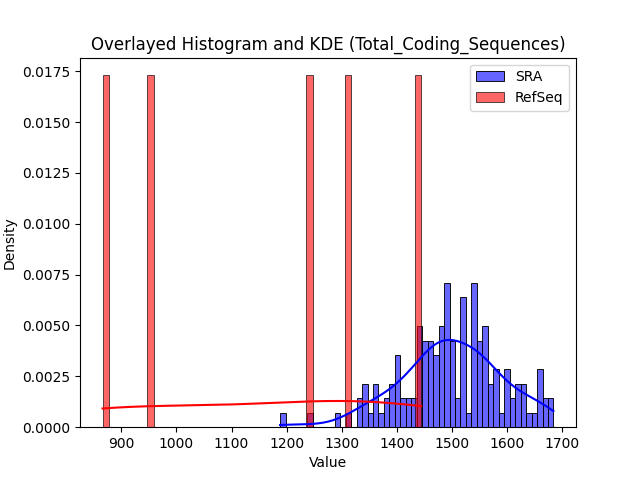 Overlayed Histogram and KDE (Total_Coding_Sequences)
SRA
RefSeq
0.0175
0.0150
0.0125
0.0100
0.0075
0.0050
0.0025
0.0000
Density
900 1000 1100 1200 1300 1400 1500 1600 1700
Value